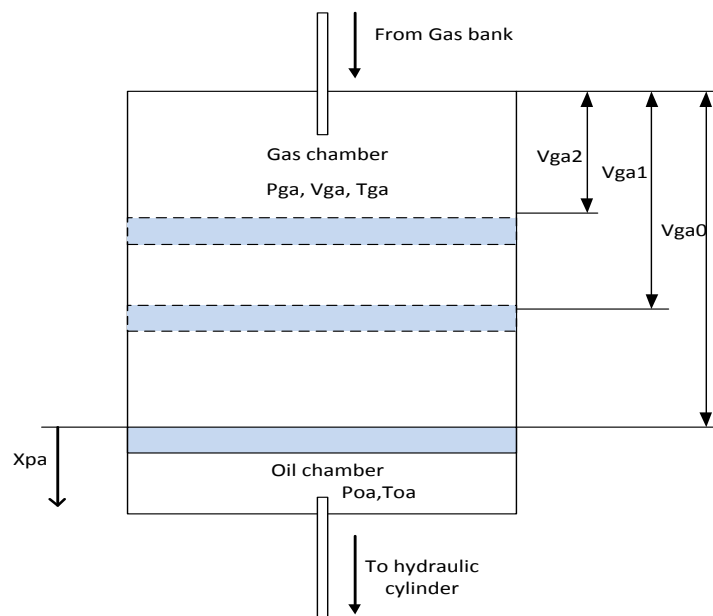 From Gas bank
Gas chamber
Pga, Vga, Tga
Vga2
Vga1
Vga0
Xpa
Oil chamber
Poa,Toa
To hydraulic
cylinder